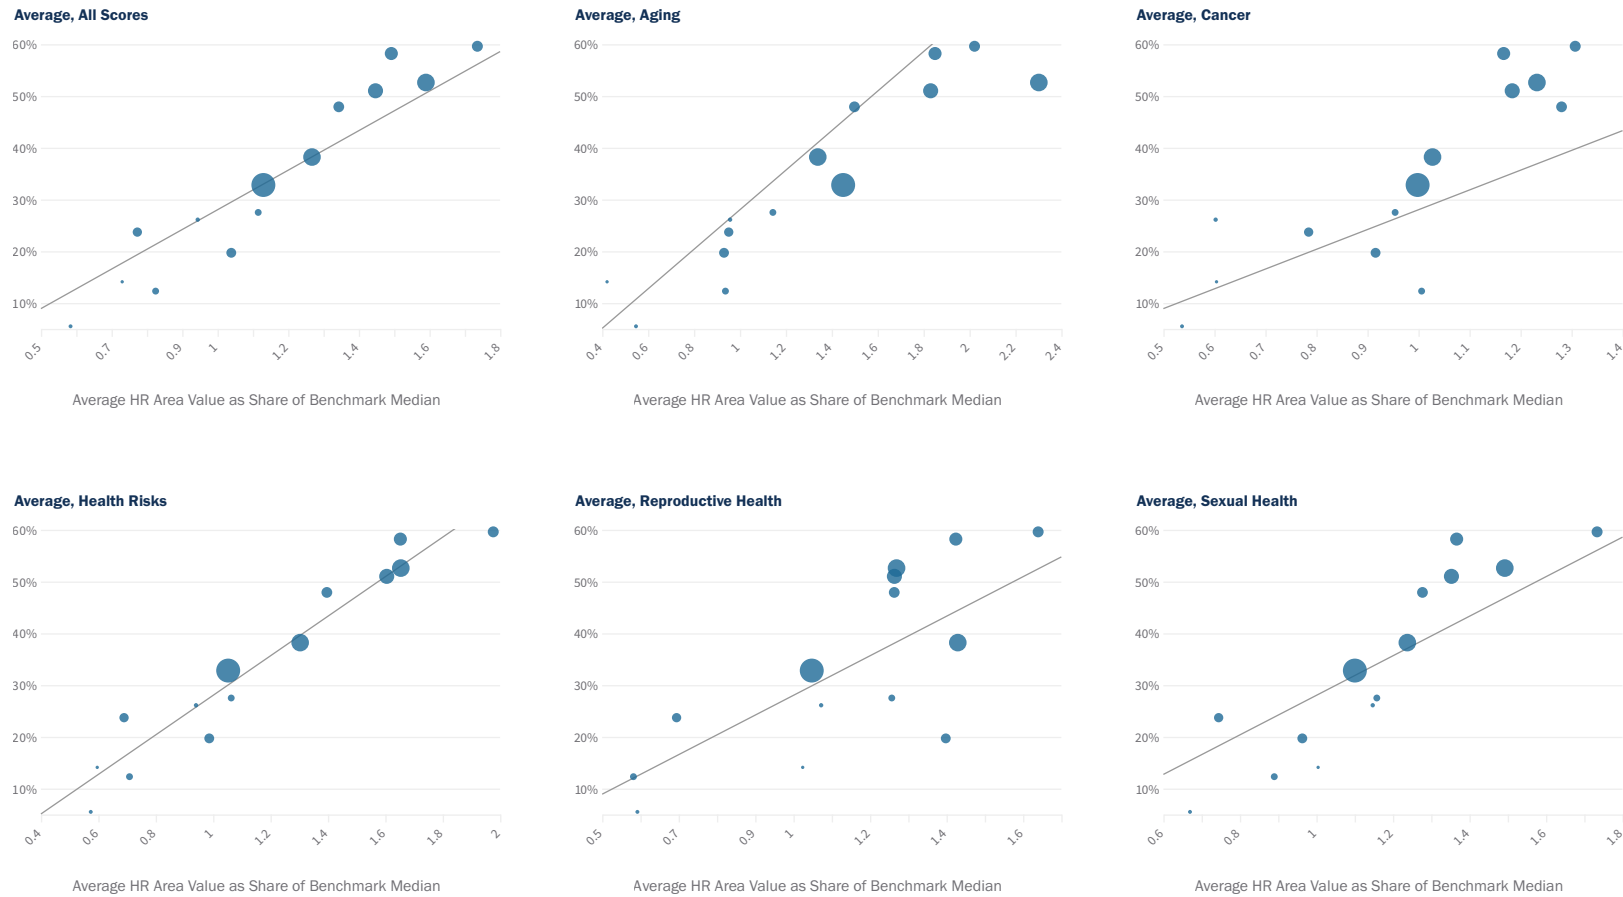 Average, All Scores
60%
50%
40%
30%
20%
10%
0.5 0.7 0.9 1 1.2 1.4 1.6 1.8
Average HR Area Value as Share of Benchmark Median
Average, Aging
60%
50%
40%
30%
20%
10%
0.4 0.6 0.8 1 1.2 1.4 1.6 1.8 2 2.2 2.4
Average HR Area Value as Share of Benchmark Median
Average, Cancer
60%
50%
40%
30%
20%
10%
0.5 0.6 0.7 0.8 0.9 1 1.1 1.2 1.3 1.4
Average HR Area Value as Share of Benchmark Median
Average, Health Risks
60%
50%
40%
30%
20%
10%
0.4 0.6 0.8 1 1.2 1.4 1.6 1.8 2
Average HR Area Value as Share of Benchmark Median
Average, Reproductive Health
60%
50%
40%
30%
20%
10%
0.5 0.7 0.9 1 1.2 1.4 1.6
Average HR Area Value as Share of Benchmark Median
Average, Sexual Health
60%
50%
40%
30%
20%
10%
0.6 0.8 1 1.2 1.4 1.6 1.8
Average HR Area Value as Share of Benchmark Median